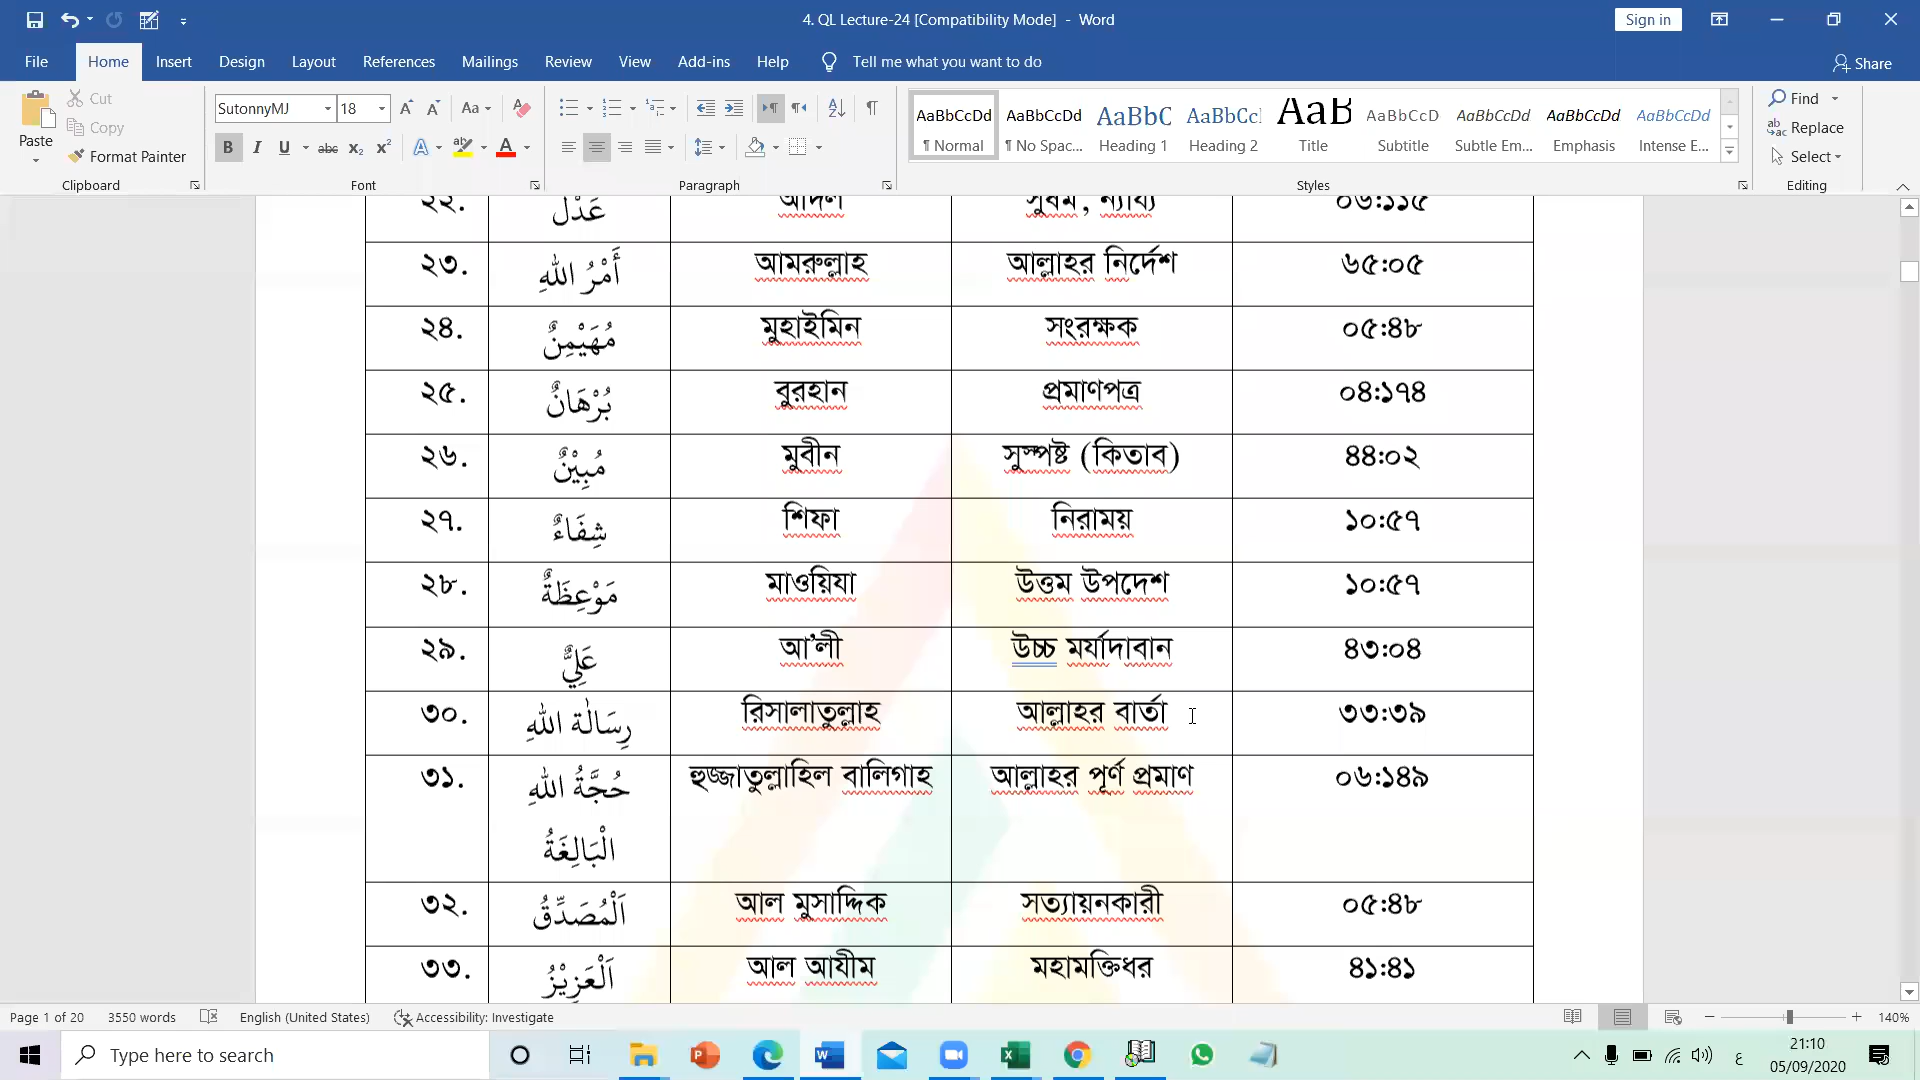 4. QL Lecture-24 [Compatibility Mode] - Word
Sign in
File Home Insert Design Layout References Mailings Review View Add-ins Help Tell me what you want to do
Share
Paste
Cut
Copy
Format Painter
SutonnyMJ 18
AaBbCcDd AaBbCcDd AaBbC AaBbCc AaB AaBbCcD AaBbCcDd AaBbCcDd AaBbCcDd
¶ Normal ¶ No Spac... Heading 1 Heading 2 Title Subtitle Subtle Em... Emphasis Intense E...
Find
Replace
Select
Clipboard Font Paragraph Styles Editing
২২. عَدْلٌ আদল সুষম, ন্যায্য ০৬:১১৫
২৩. أَمْرُ اللهِ আমরুল্লাহ আল্লাহর নির্দেশ ৬৫:০৫
২৪. مُهَيْمِنٌ মুহাইমিন সংরক্ষক ০৫:৪৮
২৫. بُرْهَانٌ বুরহান প্রমাণপত্র ০৪:১৭৪
২৬. مُبِيْنٌ মুবীন সুস্পষ্ট (কিতাব) ৪৪:০২
২৭. شِفَاءٌ শিফা নিরাময় ১০:৫৭
২৮. مَوْعِظَةٌ মাওয়িযা উত্তম উপদেশ ১০:৫৭
২৯. عَلِيٌّ আ'লী উচ্চ মর্যাদাবান ৪৩:০৪
৩০. رِسَالٰة اللهِ রিসালাতুল্লাহ আল্লাহর বার্তা ৩৩:৩৯
৩১. حُجَّةُ اللهِ হুজ্জাতুল্লাহিল বালিগাহ আল্লাহর পূর্ণ প্রমাণ ০৬:১৪৯
الْبَالِغَةُ
৩২. اَلْمُصَدِّقُ আল মুসাদ্দিক সত্যায়নকারী ০৫:৪৮
৩৩. اَلْعَزِيْزُ আল আযীম মহামক্তিধর ৪১:৪১
Page 1 of 20 3550 words English (United States) Accessibility: Investigate 140%
Type here to search
ع
21:10
05/09/2020